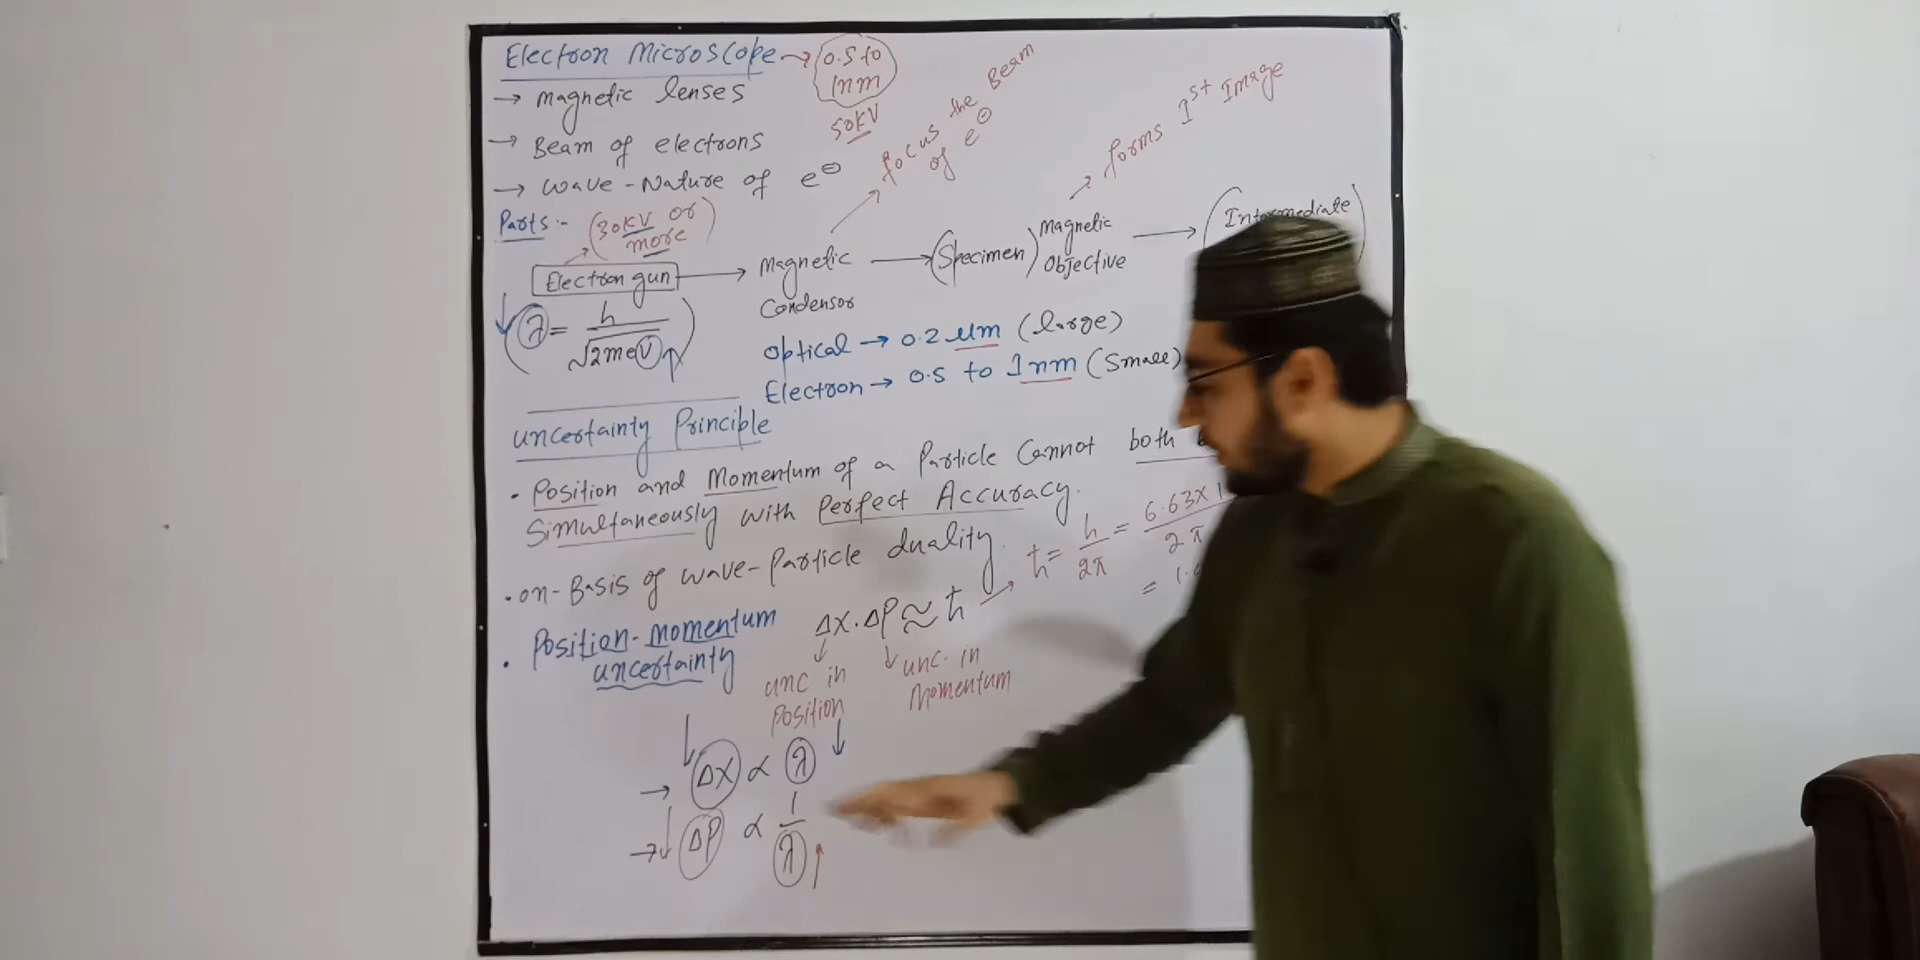 Electron Microscope → 0.5 to 1nm
50KV
→ Magnetic lenses
→ Beam of electrons
→ Wave-Nature of e⊖
focus the Beam of e⊖
forms 1st Image
Parts:- (30KV or more)
Electron gun → Magnetic Condensor → (Specimen) Magnetic Objective → (Intermediate
↓ (λ = h / √2meV ↑)
Optical → 0.2 μm (large)
Electron → 0.5 to 1nm (Small)
Uncertainty Principle
• Position and Momentum of a Particle Cannot both
Simultaneously with Perfect Accuracy.
• on-Basis of wave-Particle duality.
ħ = h / 2π = 6.63× / 2π
=
• Position-momentum uncertainty
Δx.Δp ≈ ħ →
↓ unc in Position
↓ unc. in Momentum
→ ↓ Δx ∝ λ ↓
→ ↓ Δp ∝ 1 / λ ↑